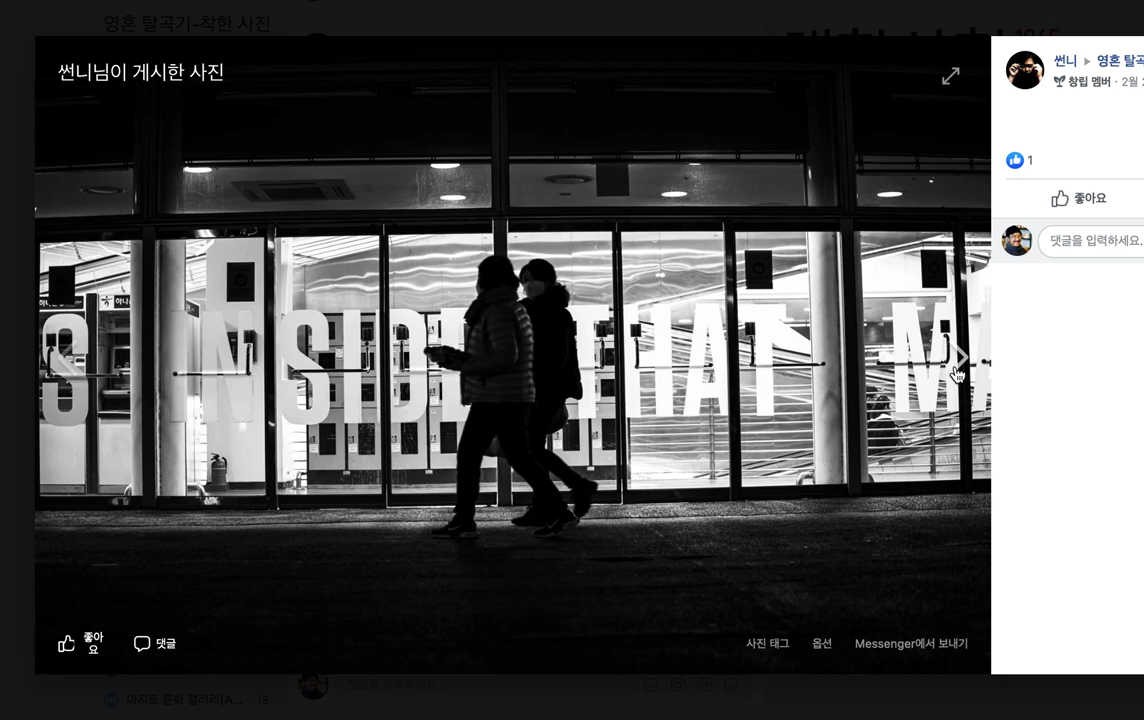 영혼 탈곡기-착한 사진
썬니님이 게시한 사진
썬니 ▶ 영혼 탈곡
창립 멤버 · 2월
1
좋아요
댓글을 입력하세요.
S INSIDE THAT MA
좋아
요
댓글
사진 태그 옵션 Messenger에서 보내기
아지트 문화 갤러리(A... 18